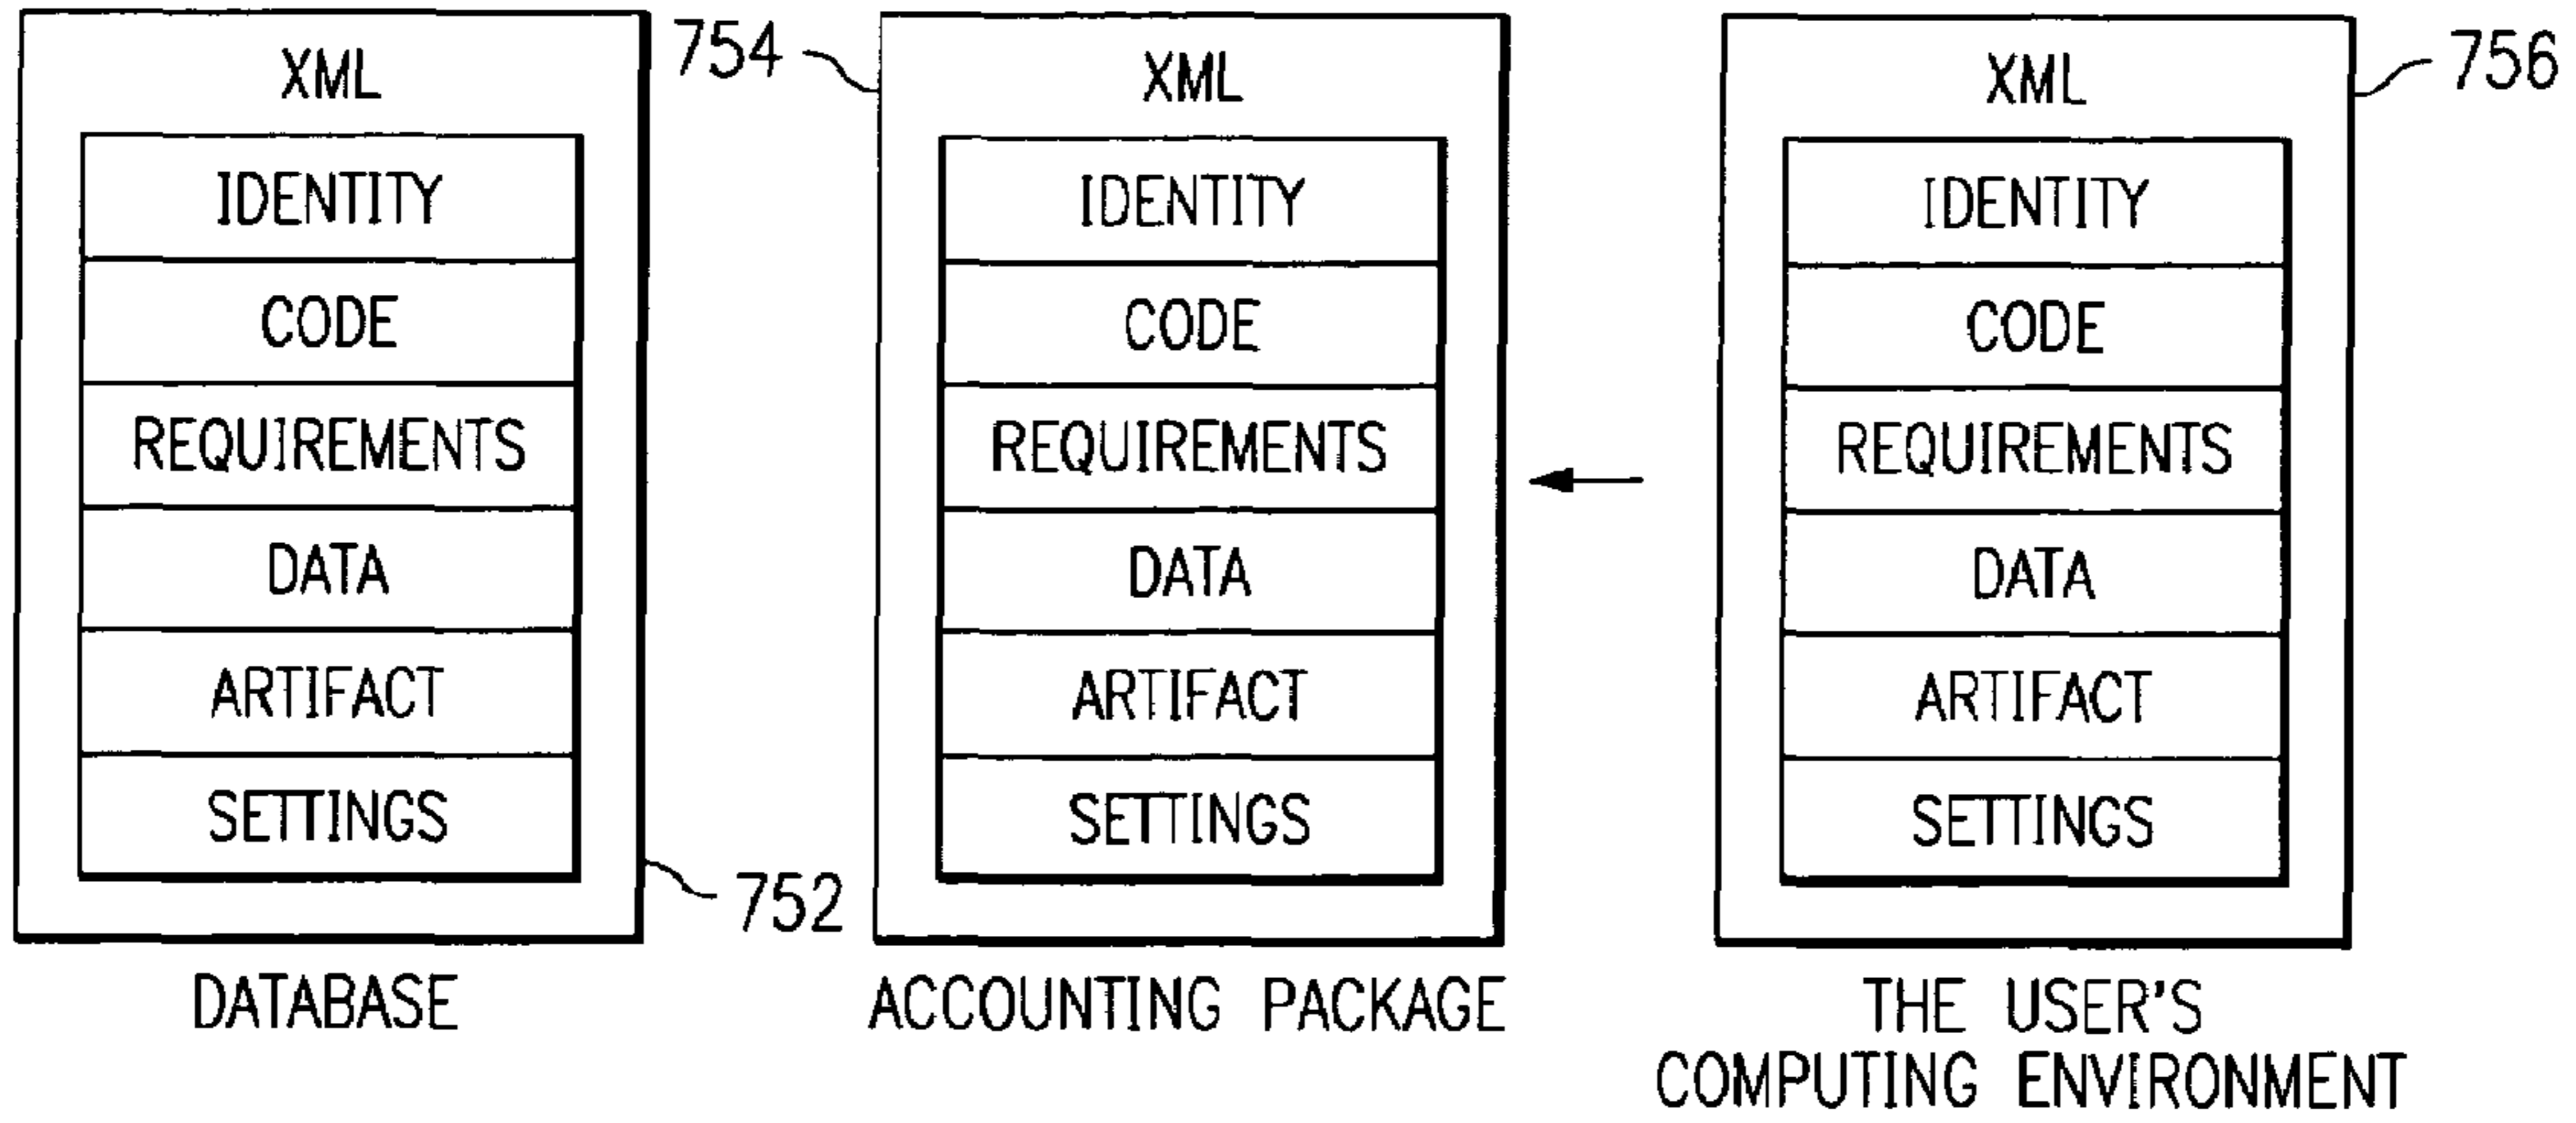 XML
IDENTITY
CODE
REQUIREMENTS
DATA
ARTIFACT
SETTINGS
752
DATABASE
754
XML
IDENTITY
CODE
REQUIREMENTS
DATA
ARTIFACT
SETTINGS
ACCOUNTING PACKAGE
756
XML
IDENTITY
CODE
REQUIREMENTS
DATA
ARTIFACT
SETTINGS
THE USER'S
COMPUTING ENVIRONMENT